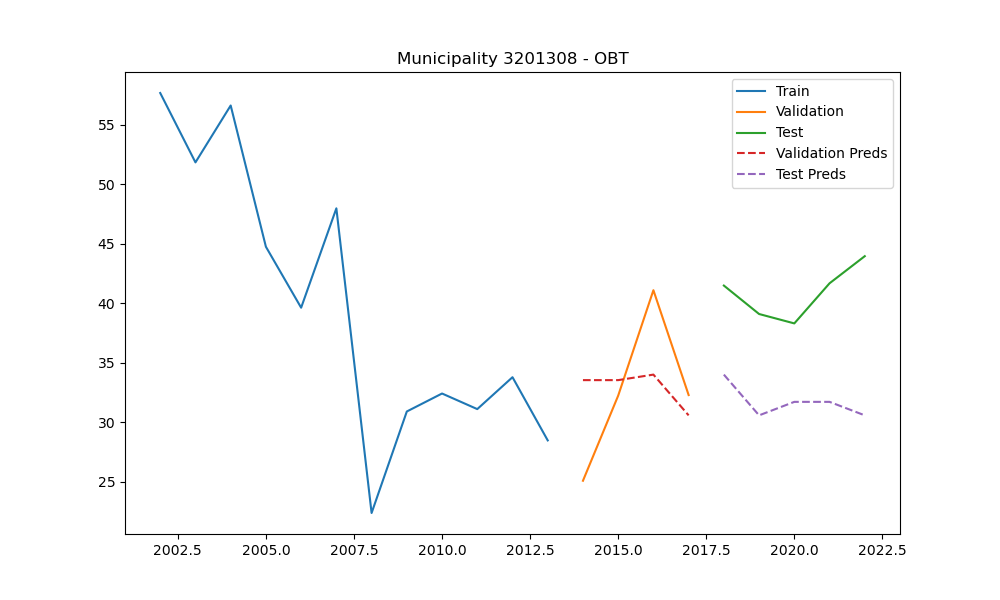 Municipality 3201308 - OBT
Train
Validation
Test
Validation Preds
Test Preds
55
50
45
40
35
30
25
2002.5 2005.0 2007.5 2010.0 2012.5 2015.0 2017.5 2020.0 2022.5